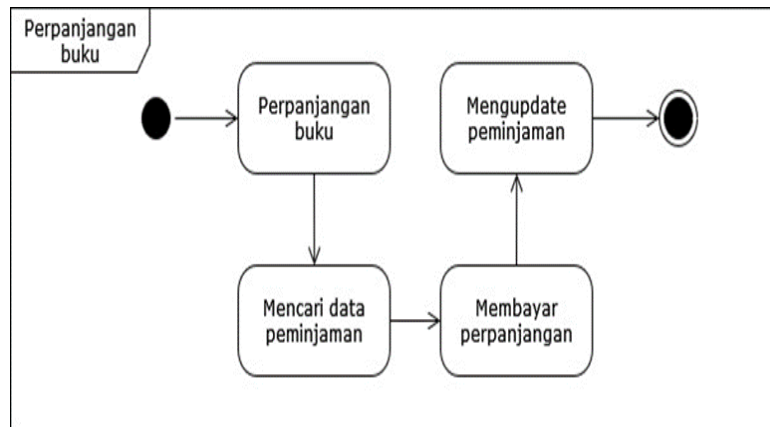 Perpanjangan
buku
Perpanjangan
buku
Mencari data
peminjaman
Membayar
perpanjangan
Mengupdate
peminjaman